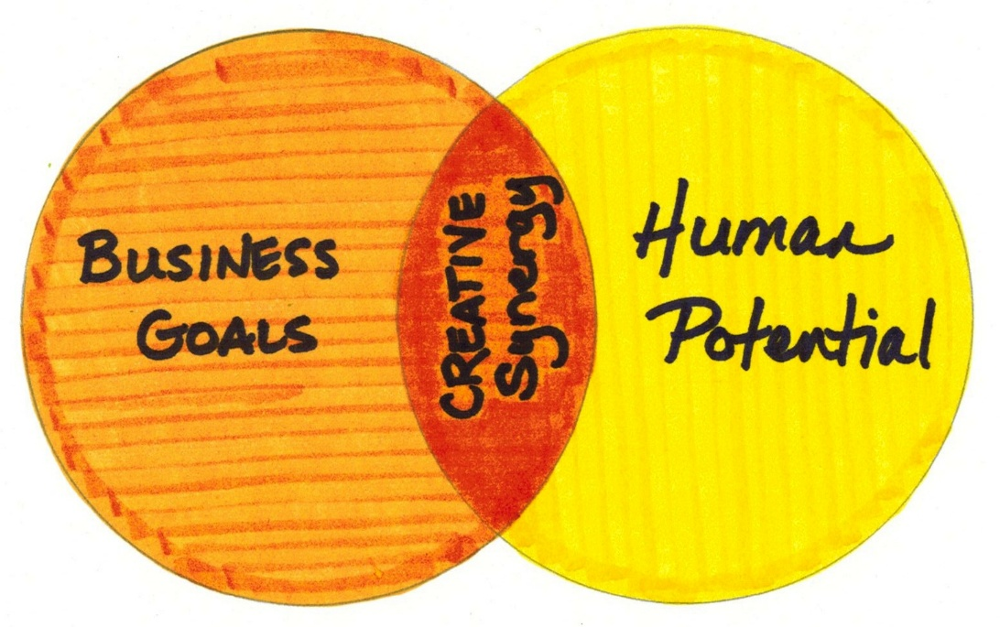 BUSINESS
GOALS
CREATIVE
Synergy
Human
Potential